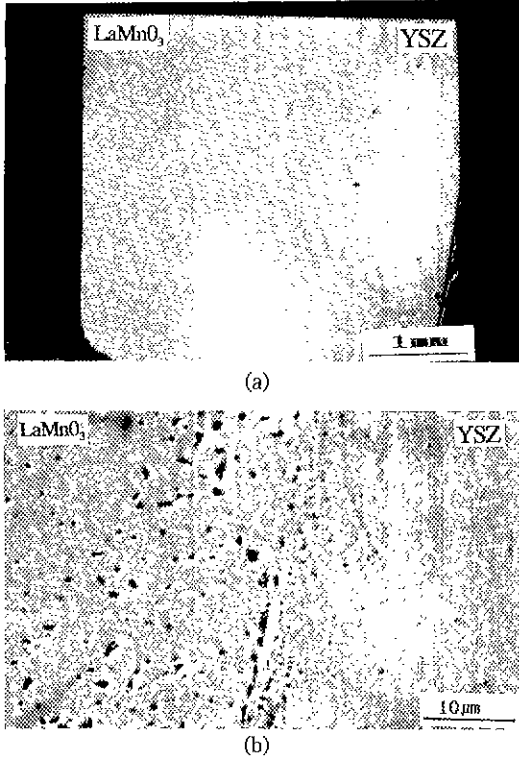 LaMnO₃ YSZ
1 mm
(a)
LaMnO₃ YSZ
10 μm
(b)